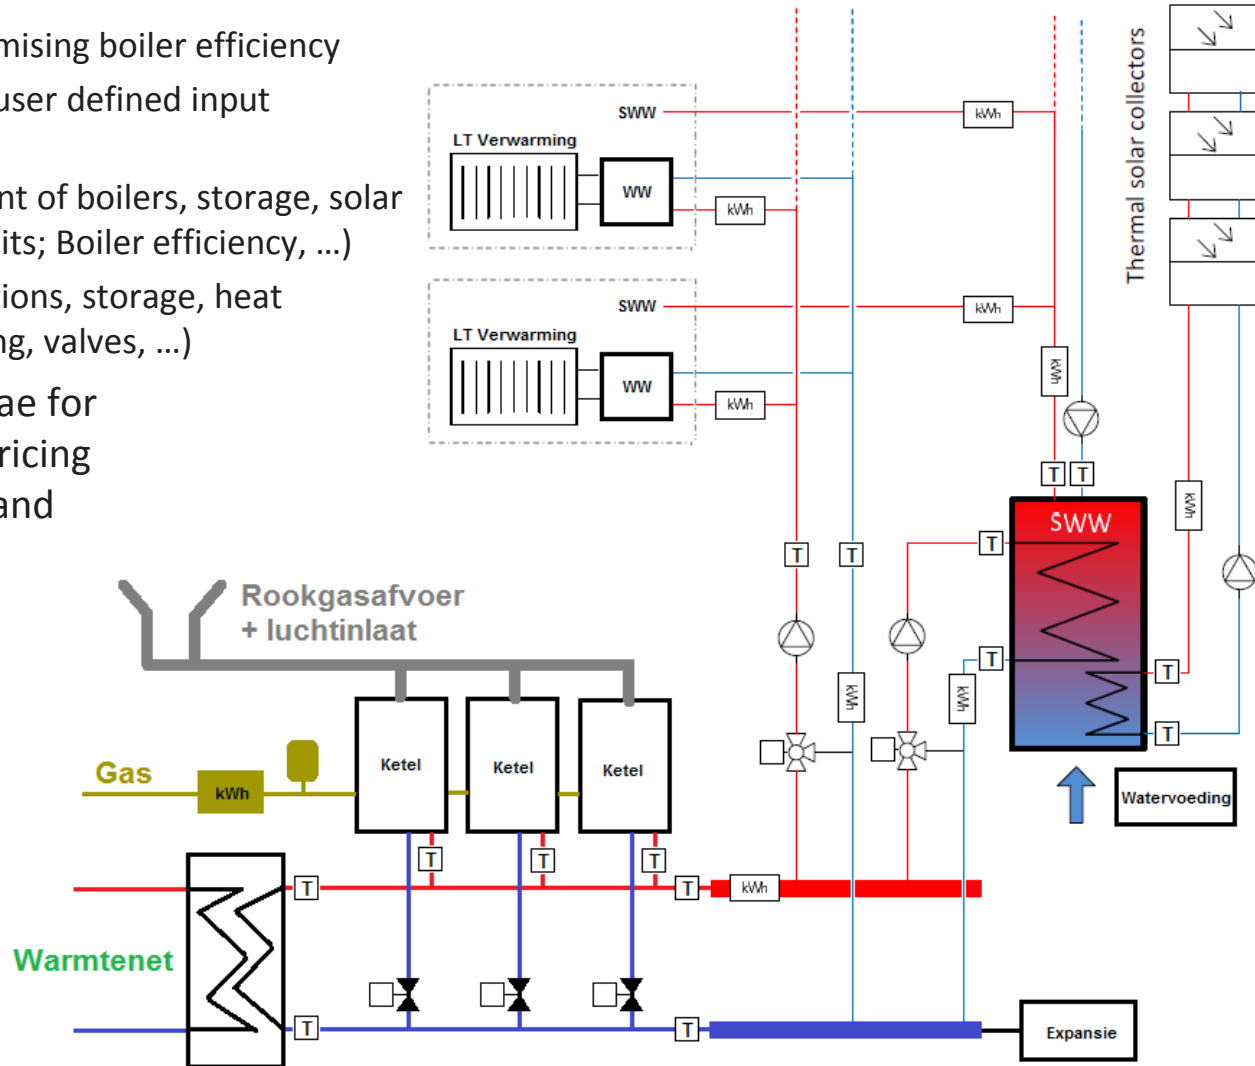 mising boiler efficiency
user defined input
nt of boilers, storage, solar
its; Boiler efficiency, ...)
tions, storage, heat
ng, valves, ...)
ae for
ricing
and
SWW
kWh
LT Verwarming
WW
kWh
SWW
kWh
LT Verwarming
WW
kWh
kWh
Thermal solar collectors
T
T
SWW
kWh
T
T
T
T
T
T
kWh
kWh
Rookgasafvoer
+ luchtinlaat
Ketel
Ketel
Ketel
Gas
kWh
Watervoeding
T
T
T
T
T
kWh
Warmtenet
T
T
Expansie